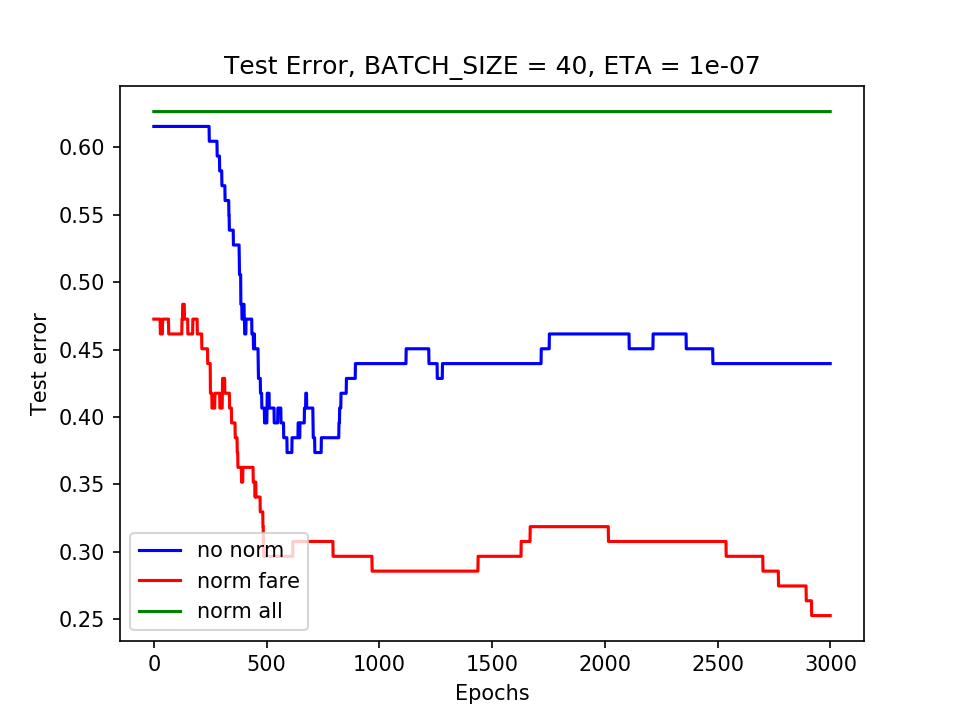 Test Error, BATCH_SIZE = 40, ETA = 1e-07
Test error
0.60
0.55
0.50
0.45
0.40
0.35
0.30
0.25
no norm
norm fare
norm all
0 500 1000 1500 2000 2500 3000
Epochs